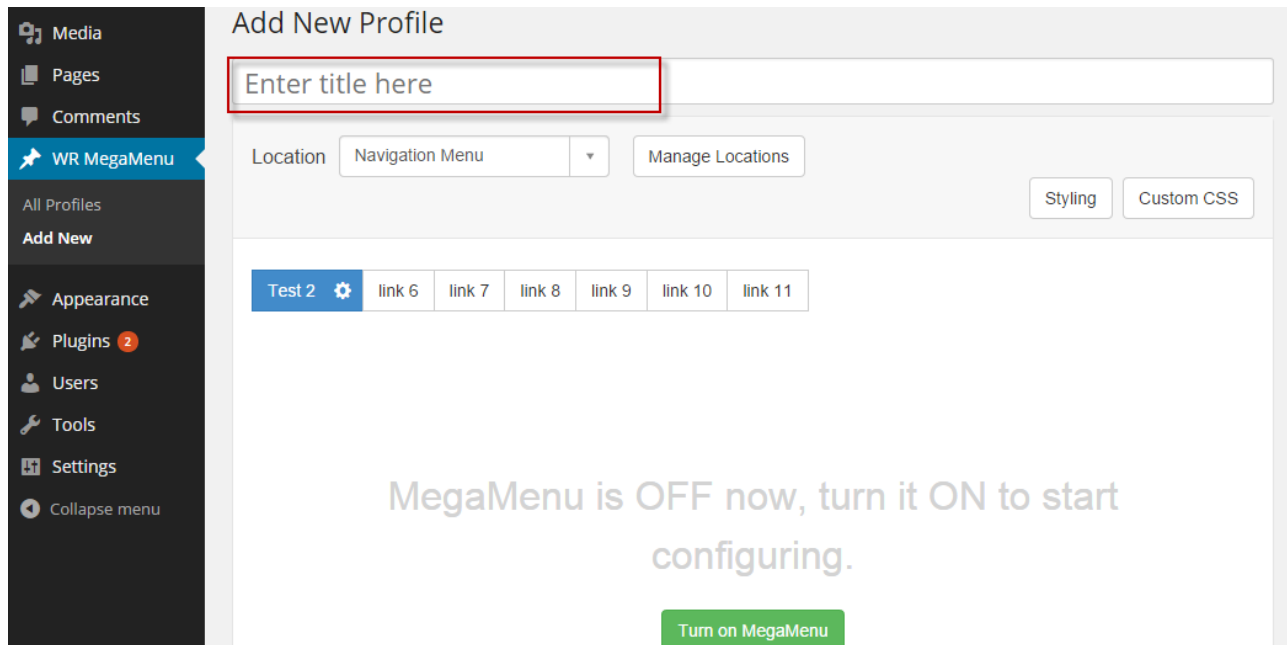 Media
Pages
Comments
WR MegaMenu
All Profiles
Add New
Appearance
Plugins 2
Users
Tools
Settings
Collapse menu
Add New Profile
Enter title here
Location Navigation Menu Manage Locations
Styling Custom CSS
Test 2 link 6 link 7 link 8 link 9 link 10 link 11
MegaMenu is OFF now, turn it ON to start
configuring.
Turn on MegaMenu